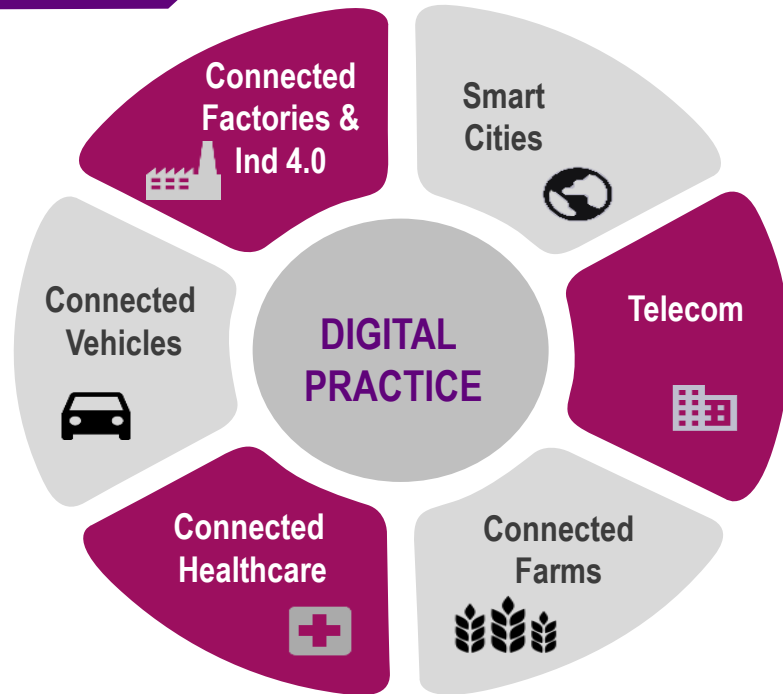 Connected
Factories &
Ind 4.0
Smart
Cities
Connected
Vehicles
DIGITAL
PRACTICE
Telecom
Connected
Healthcare
Connected
Farms